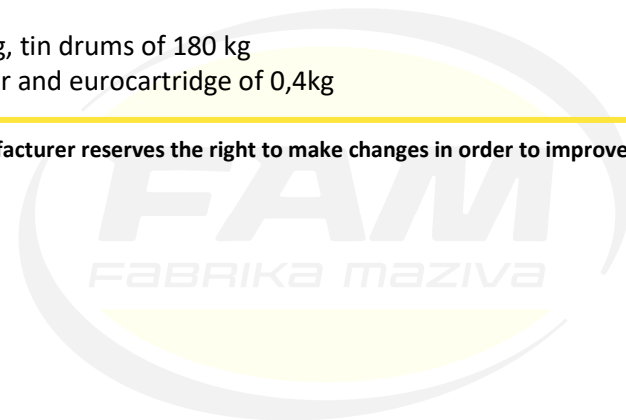 g, tin drums of 180 kg
r and eurocartridge of 0,4kg
facturer reserves the right to make changes in order to improve
FAM
FABRIKA MAZIVA